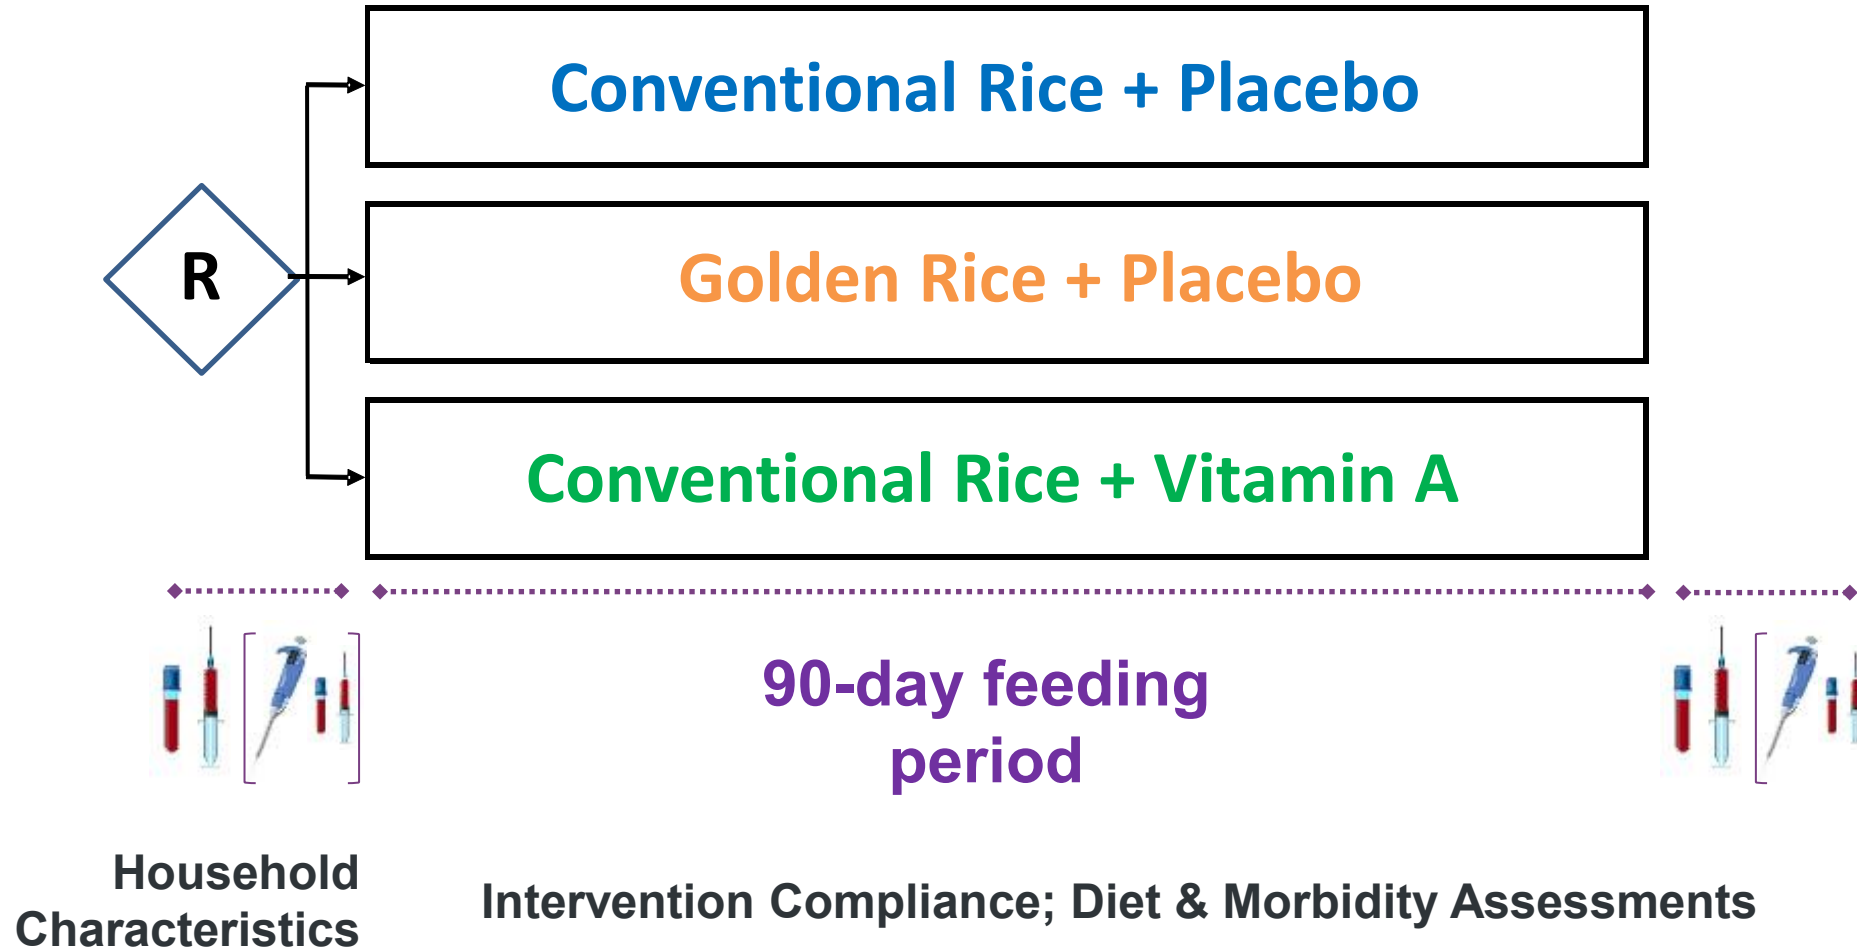 Conventional Rice + Placebo
R
Golden Rice + Placebo
Conventional Rice + Vitamin A
90-day feeding
period
Household
Characteristics
Intervention Compliance; Diet & Morbidity Assessments